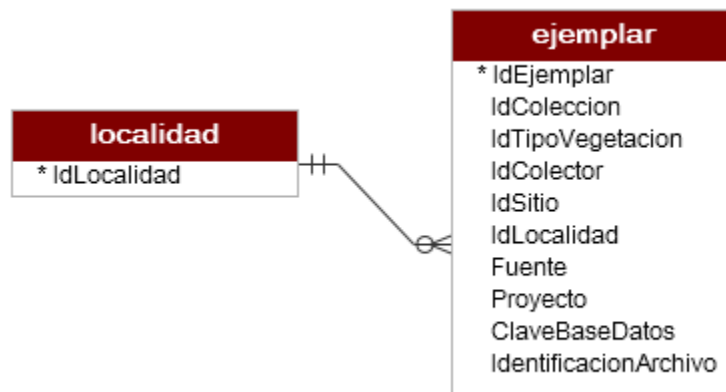 localidad
* IdLocalidad
ejemplar
* IdEjemplar
IdColeccion
IdTipoVegetacion
IdColector
IdSitio
IdLocalidad
Fuente
Proyecto
ClaveBaseDatos
IdentificacionArchivo